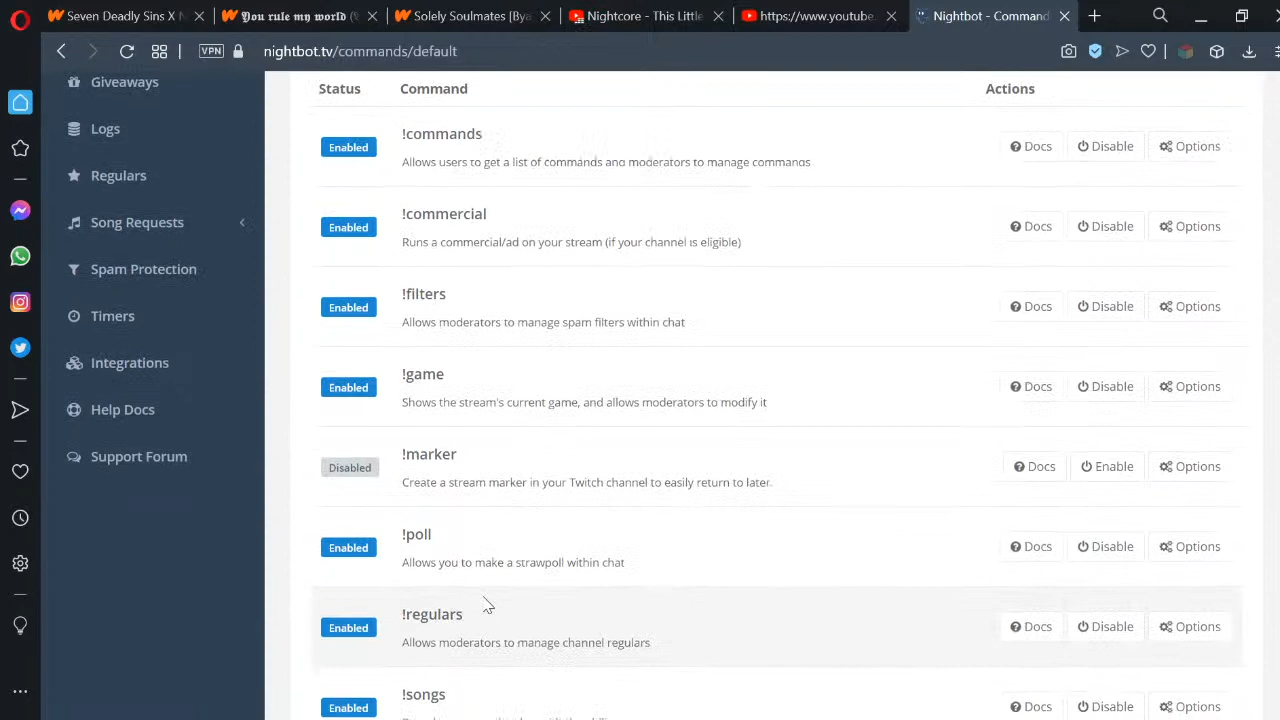 Seven Deadly Sins X
𝖄𝖔𝖚 𝖗𝖚𝖑𝖊 𝖒𝖞 𝖜𝖔𝖗𝖑𝖉 (
Solely Soulmates [Bya
Nightcore - This Little
https://www.youtube
Nightbot - Command
VPN
nightbot.tv/commands/default
Giveaways
Logs
Regulars
Song Requests
Spam Protection
Timers
Integrations
Help Docs
Support Forum
Status Command Actions
Enabled !commands Docs Disable Options
Allows users to get a list of commands and moderators to manage commands
Enabled !commercial Docs Disable Options
Runs a commercial/ad on your stream (if your channel is eligible)
Enabled !filters Docs Disable Options
Allows moderators to manage spam filters within chat
Enabled !game Docs Disable Options
Shows the stream's current game, and allows moderators to modify it
Disabled !marker Docs Enable Options
Create a stream marker in your Twitch channel to easily return to later.
Enabled !poll Docs Disable Options
Allows you to make a strawpoll within chat
Enabled !regulars Docs Disable Options
Allows moderators to manage channel regulars
Enabled !songs Docs Disable Options